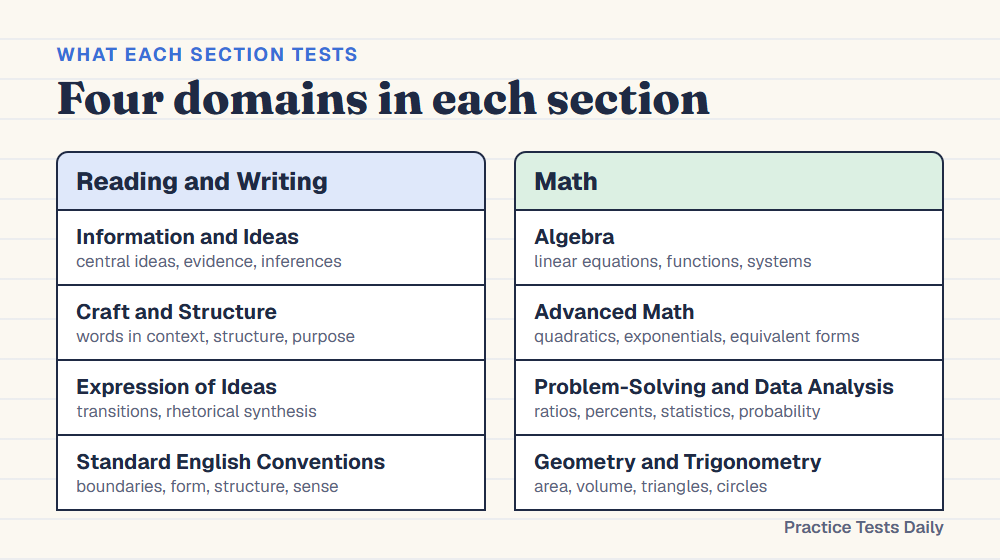 WHAT EACH SECTION TESTS
Four domains in each section
Reading and Writing
Information and Ideas
central ideas, evidence, inferences
Craft and Structure
words in context, structure, purpose
Expression of Ideas
transitions, rhetorical synthesis
Standard English Conventions
boundaries, form, structure, sense
Math
Algebra
linear equations, functions, systems
Advanced Math
quadratics, exponentials, equivalent forms
Problem-Solving and Data Analysis
ratios, percents, statistics, probability
Geometry and Trigonometry
area, volume, triangles, circles
Practice Tests Daily